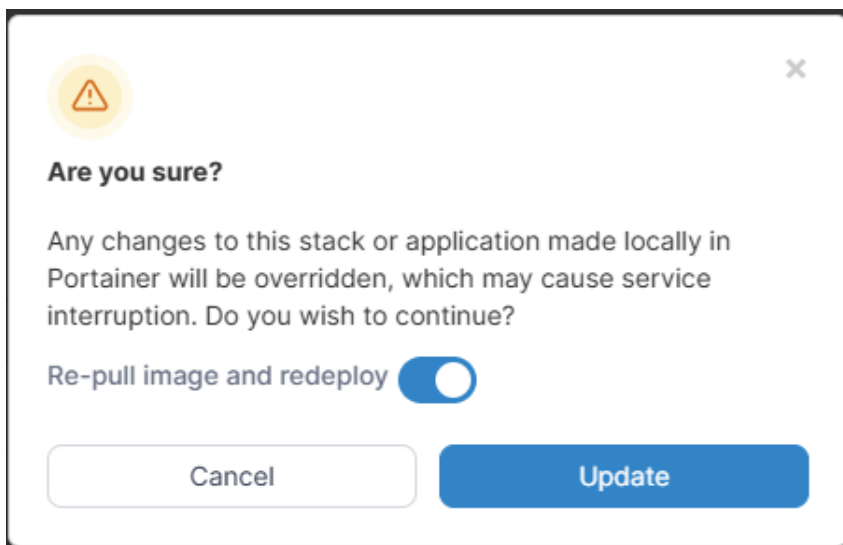 Are you sure?
Any changes to this stack or application made locally in
Portainer will be overridden, which may cause service
interruption. Do you wish to continue?
Re-pull image and redeploy
Cancel
Update